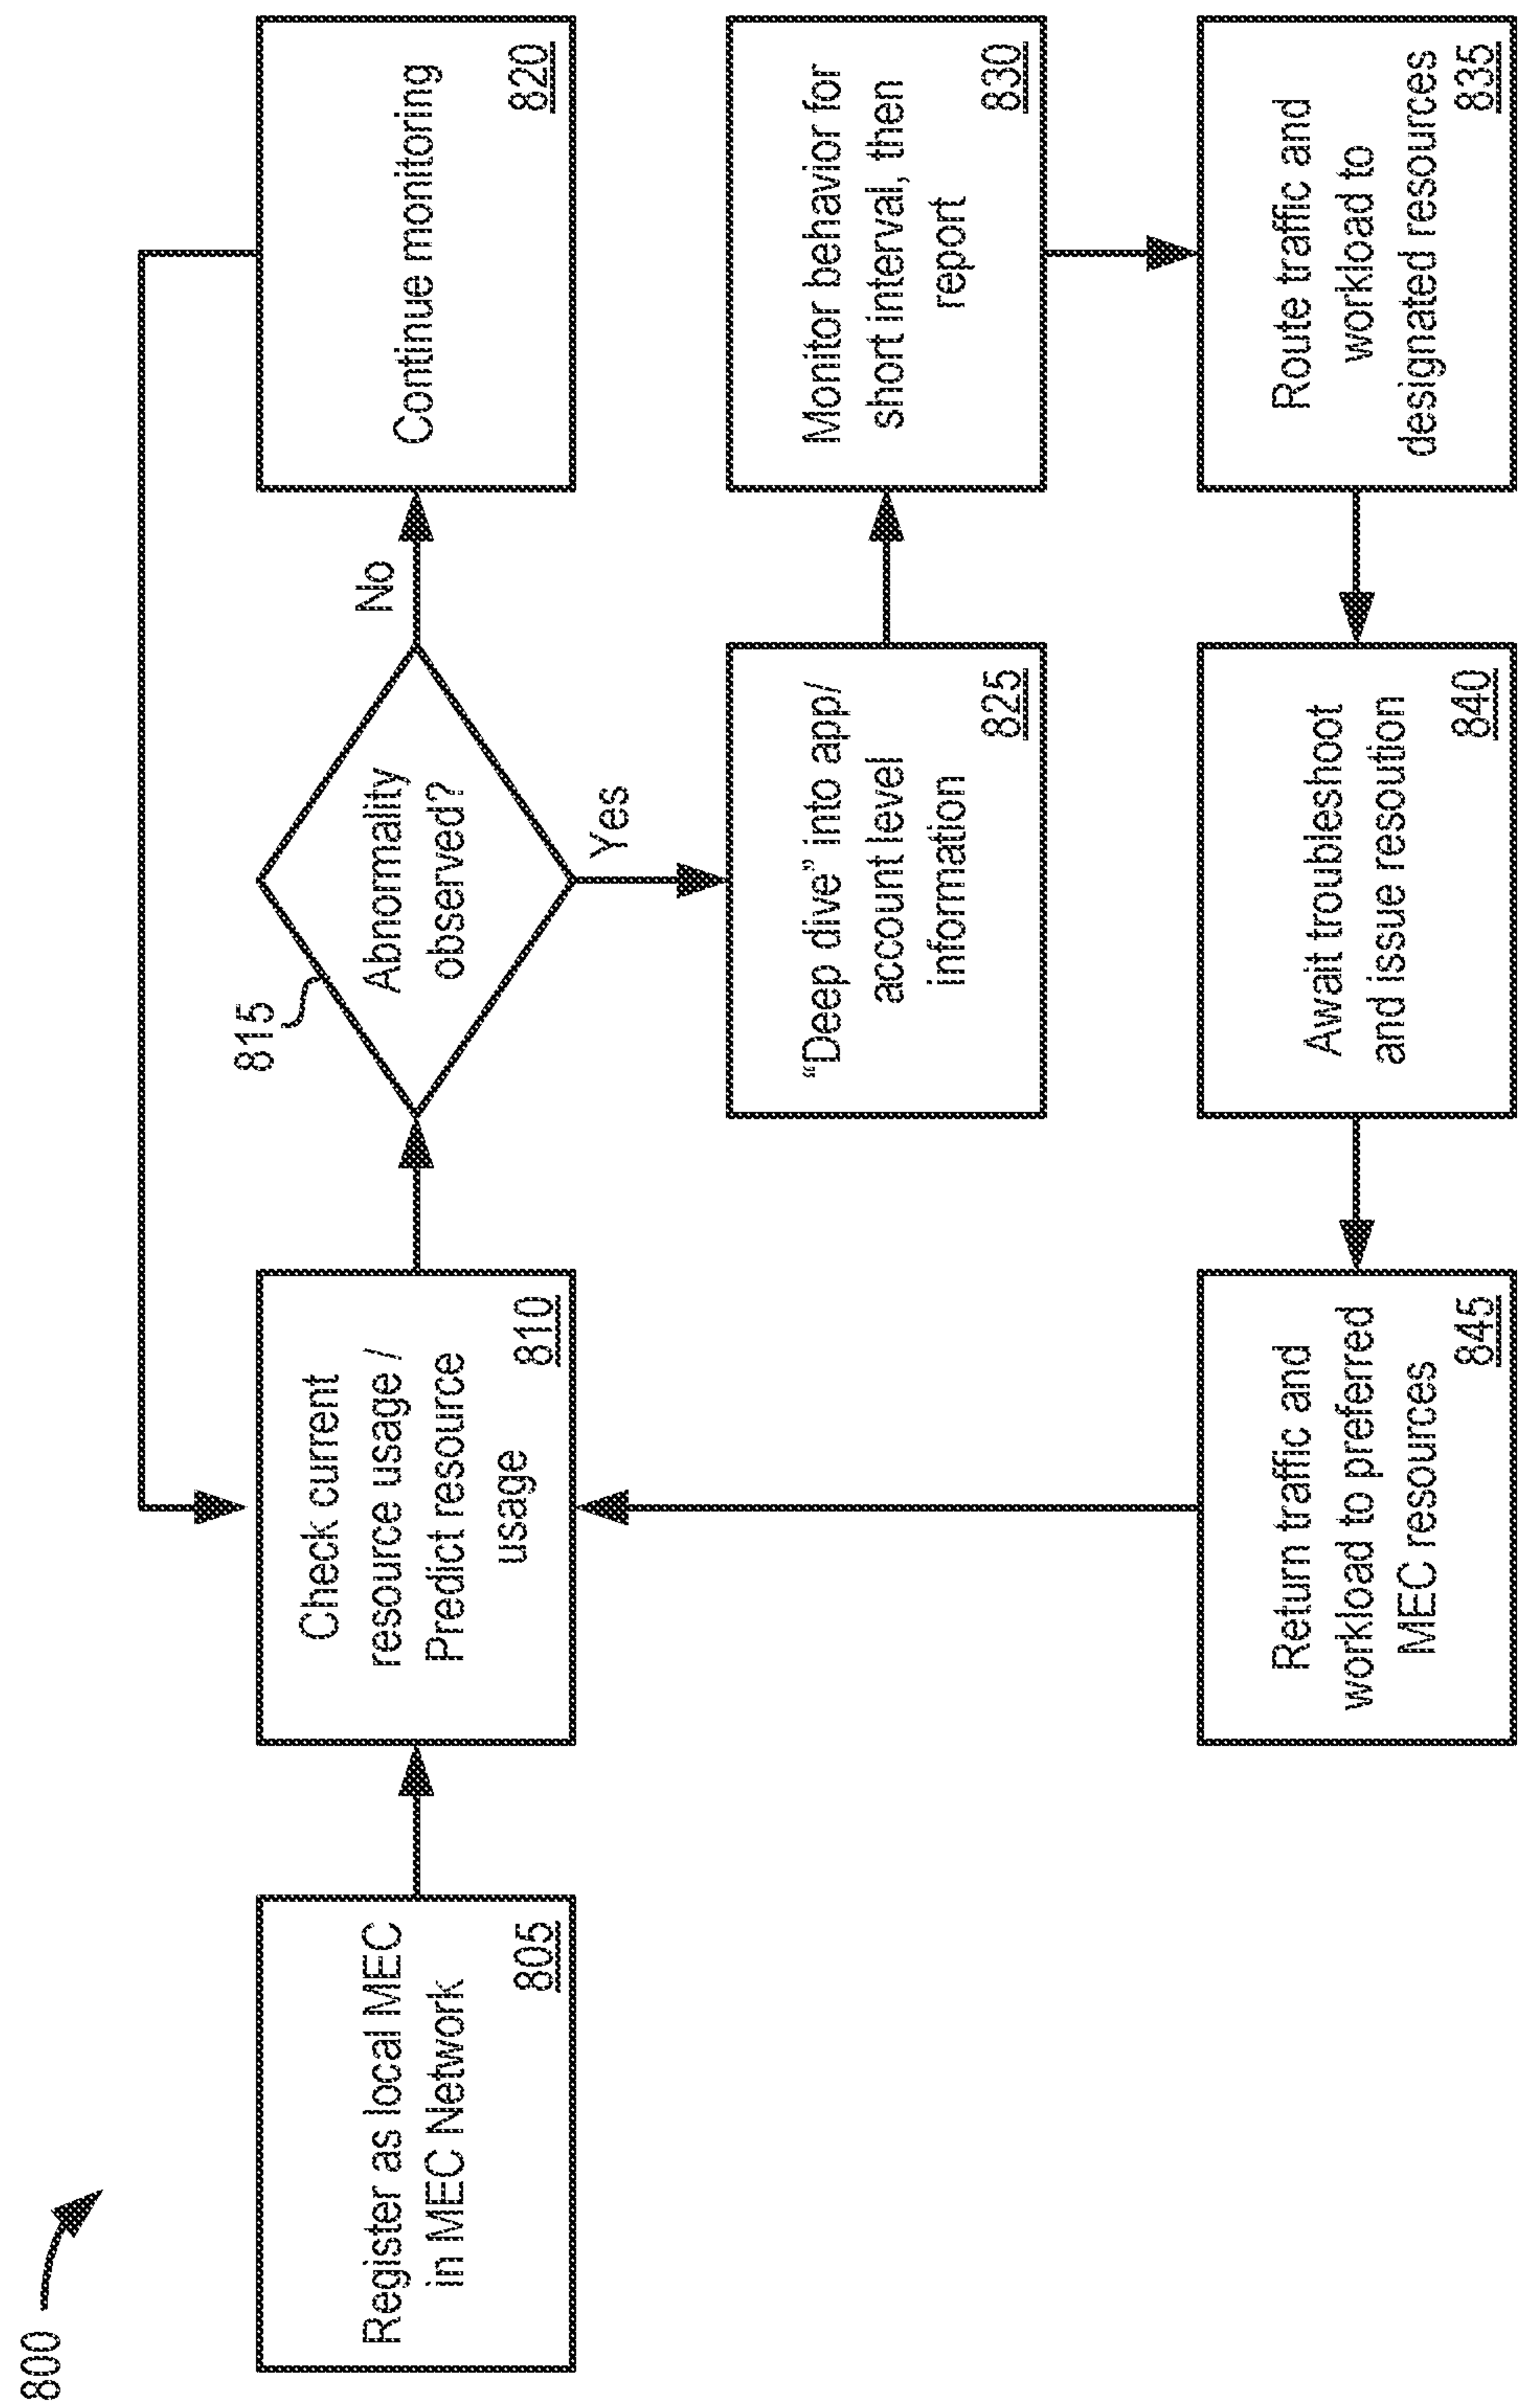 800
Register as local MEC
in MEC Network
805
Check current
resource usage /
Predict resource
usage
810
815
Abnormality
observed?
No
Yes
Continue monitoring
820
“Deep dive” into app/
account level
information
825
Monitor behavior for
short interval, then
report
830
Route traffic and
workload to
designated resources
835
Await troubleshoot
and issue resoution
840
Return traffic and
workload to preferred
MEC resources
845